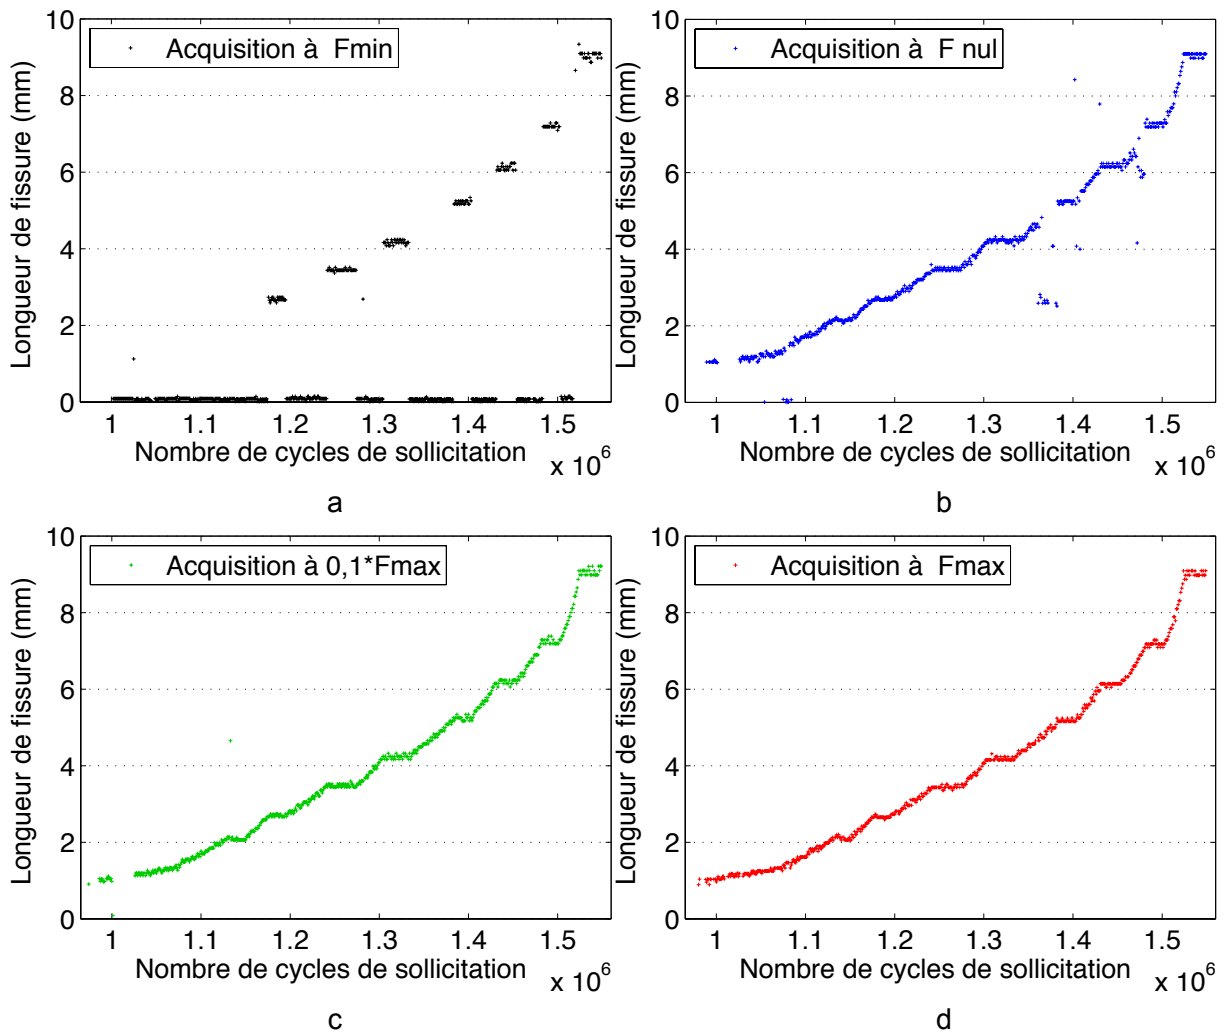 Acquisition à Fmin
Longueur de fissure (mm)
10
8
6
4
2
0
1
1.1
1.2
1.3
1.4
1.5
Nombre de cycles de sollicitation
x 10^6
a
Acquisition à F nul
Longueur de fissure (mm)
10
8
6
4
2
0
1
1.1
1.2
1.3
1.4
1.5
Nombre de cycles de sollicitation
x 10^6
b
Acquisition à 0,1*Fmax
Longueur de fissure (mm)
10
8
6
4
2
0
1
1.1
1.2
1.3
1.4
1.5
Nombre de cycles de sollicitation
x 10^6
c
Acquisition à Fmax
Longueur de fissure (mm)
10
8
6
4
2
0
1
1.1
1.2
1.3
1.4
1.5
Nombre de cycles de sollicitation
x 10^6
d